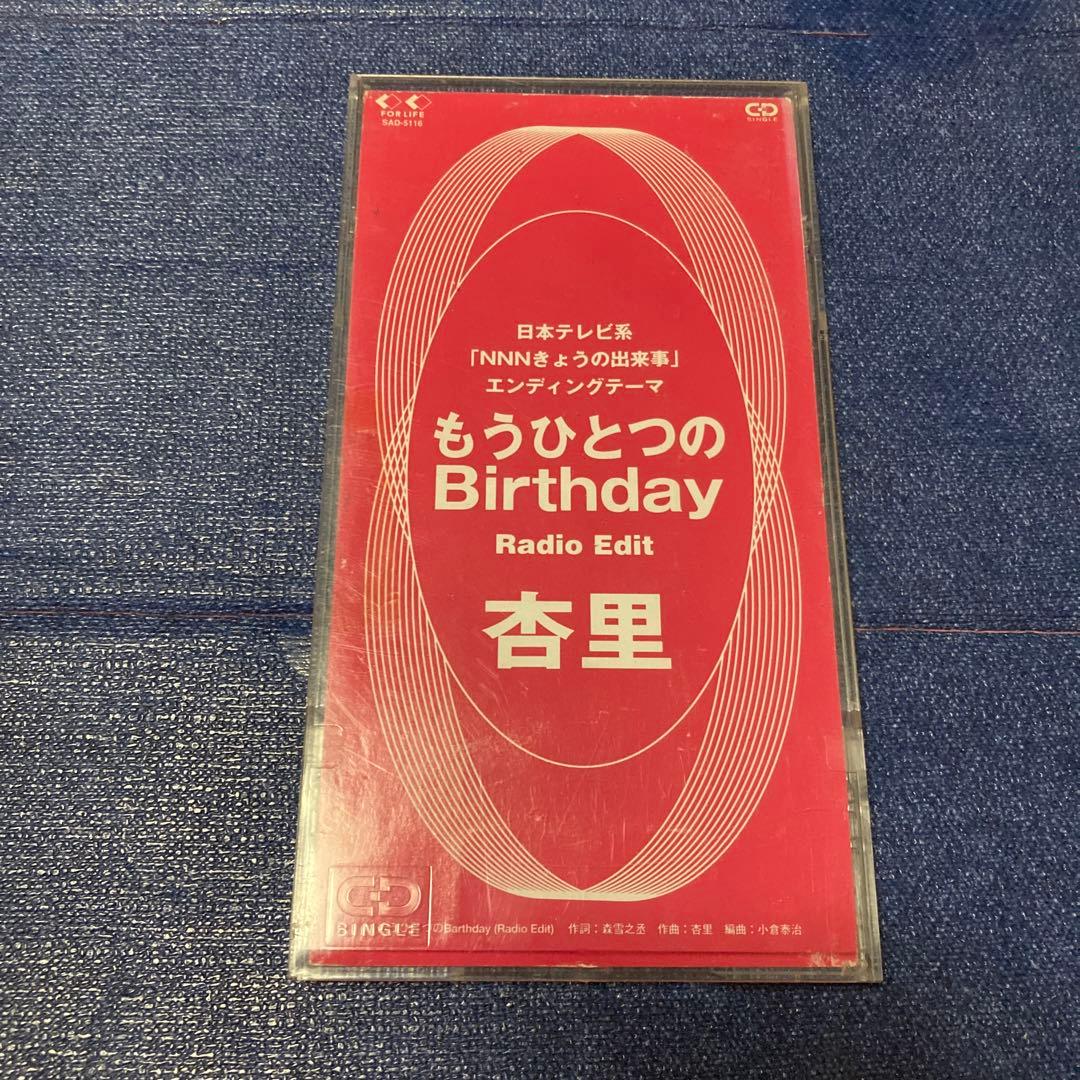 FOR LIFE
SAD-5116
CD
SINGLE
日本テレビ系
「NNNきょうの出来事」
エンディングテーマ
もうひとつの
Birthday
Radio Edit
杏里
CD
SINGLE
つのBarthday (Radio Edit) 作詞：森雪之丞 作曲：杏里 編曲：小倉泰治